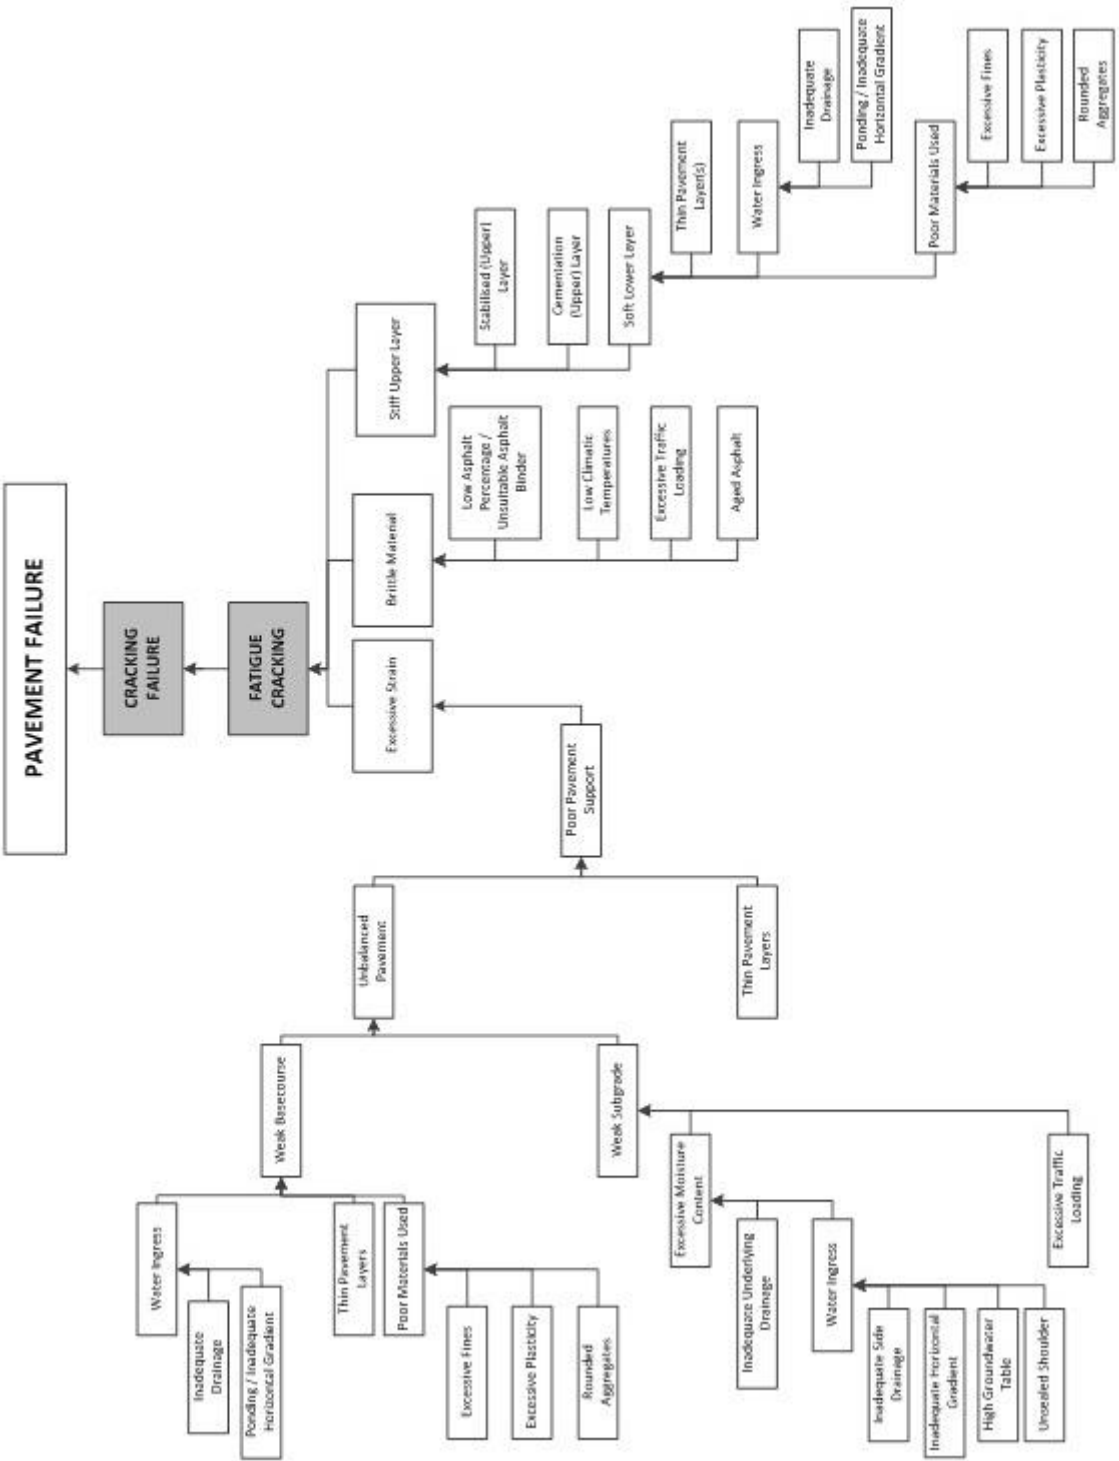 PAVEMENT FAILURE
CRACKING
FAILURE
FATIGUE
CRACKING
Excessive Strain
Brittle Material
Stiff Upper Layer
Poor Pavement
Support
Unbalanced
Pavement
Thin Pavement
Layers
Weak Basecourse
Water Ingress
Inadequate
Drainage
Ponding / Inadequate
Horizontal Gradient
Thin Pavement
Layers
Poor Materials Used
Excessive Fines
Excessive Plasticity
Rounded
Aggregates
Weak Subgrade
Excessive Moisture
Content
Inadequate Underlying
Drainage
Water Ingress
Inadequate Side
Drainage
Inadequate Horizontal
Gradient
High Groundwater
Table
Unsealed Shoulder
Excessive Traffic
Loading
Low Asphalt
Percentage /
Unsuitable Asphalt
Binder
Low Climatic
Temperatures
Excessive Traffic
Loading
Aged Asphalt
Stabilised (Upper)
Layer
Cementation
(Upper) Layer
Soft Lower Layer
Thin Pavement
Layer(s)
Water Ingress
Inadequate
Drainage
Ponding / Inadequate
Horizontal Gradient
Poor Materials Used
Excessive Fines
Excessive Plasticity
Rounded
Aggregates